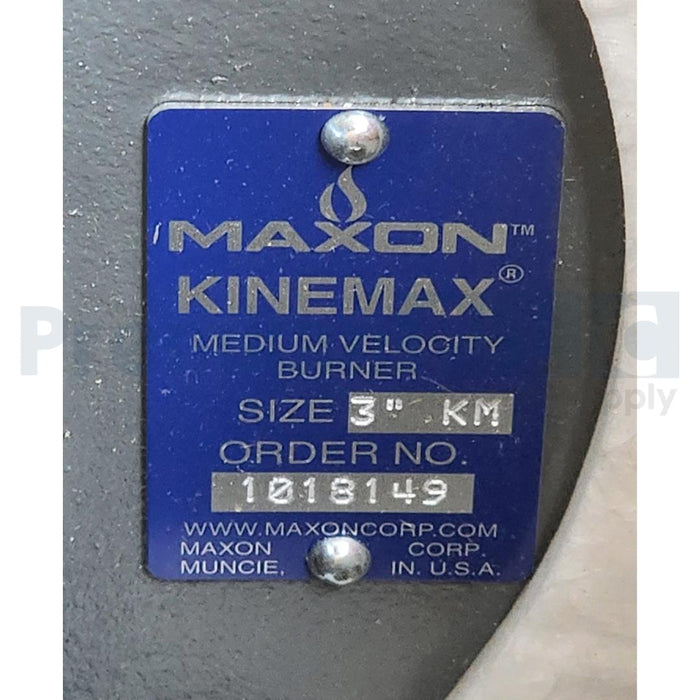 MAXON™
KINEMAX®
MEDIUM VELOCITY
BURNER
SIZE 3" KM
ORDER NO.
1018149
WWW.MAXONCORP.COM
MAXON CORP.
MUNCIE, IN. U.S.A.